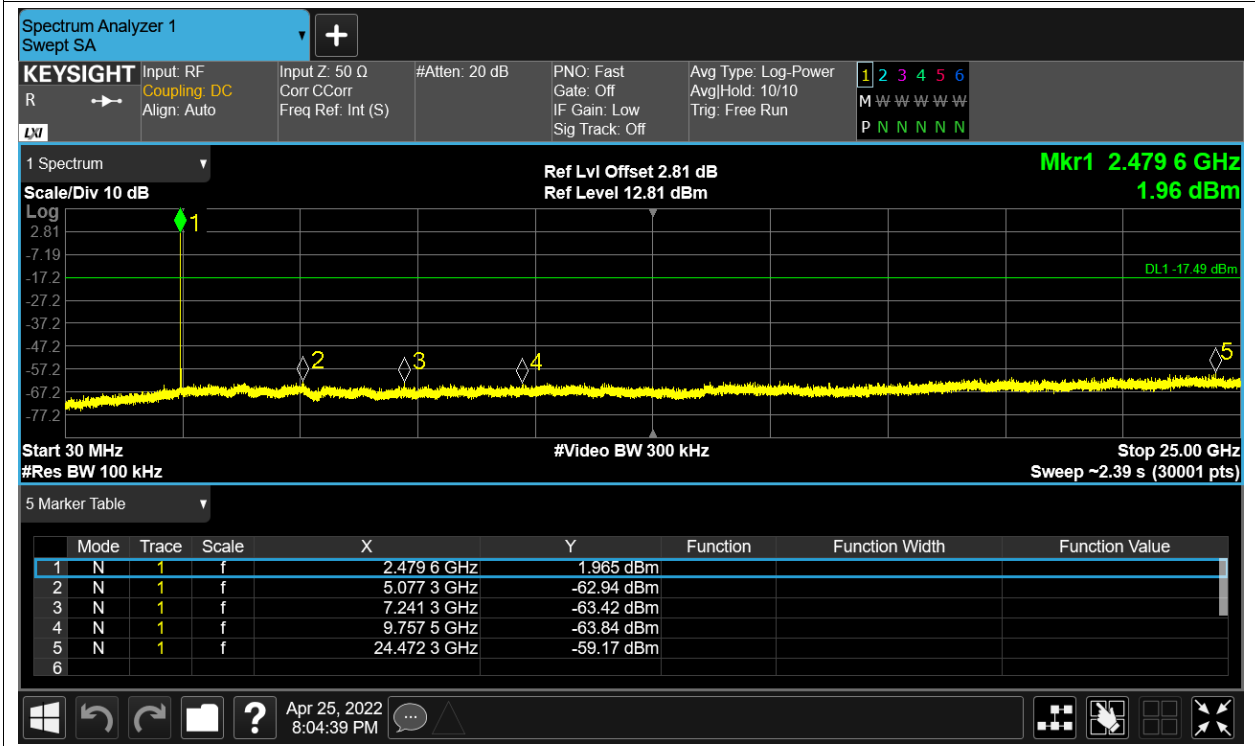 Spectrum Analyzer 1
Swept SA
KEYSIGHT
R
LXI
Input: RF
Coupling: DC
Align: Auto
Input Z: 50 Ω
Corr CCorr
Freq Ref: Int (S)
#Atten: 20 dB
PNO: Fast
Gate: Off
IF Gain: Low
Sig Track: Off
Avg Type: Log-Power
Avg|Hold: 10/10
Trig: Free Run
1 2 3 4 5 6
M W W W W W
P N N N N N
1 Spectrum
Scale/Div 10 dB
Ref Lvl Offset 2.81 dB
Ref Level 12.81 dBm
Mkr1 2.479 6 GHz
1.96 dBm
Log
2.81
-7.19
-17.2
-27.2
-37.2
-47.2
-57.2
-67.2
-77.2
1
DL1 -17.49 dBm
2
3
4
5
Start 30 MHz
#Res BW 100 kHz
#Video BW 300 kHz
Stop 25.00 GHz
Sweep ~2.39 s (30001 pts)
5 Marker Table
Mode Trace Scale X Y Function Function Width Function Value
1 N 1 f 2.479 6 GHz 1.965 dBm
2 N 1 f 5.077 3 GHz -62.94 dBm
3 N 1 f 7.241 3 GHz -63.42 dBm
4 N 1 f 9.757 5 GHz -63.84 dBm
5 N 1 f 24.472 3 GHz -59.17 dBm
6
?
Apr 25, 2022
8:04:39 PM